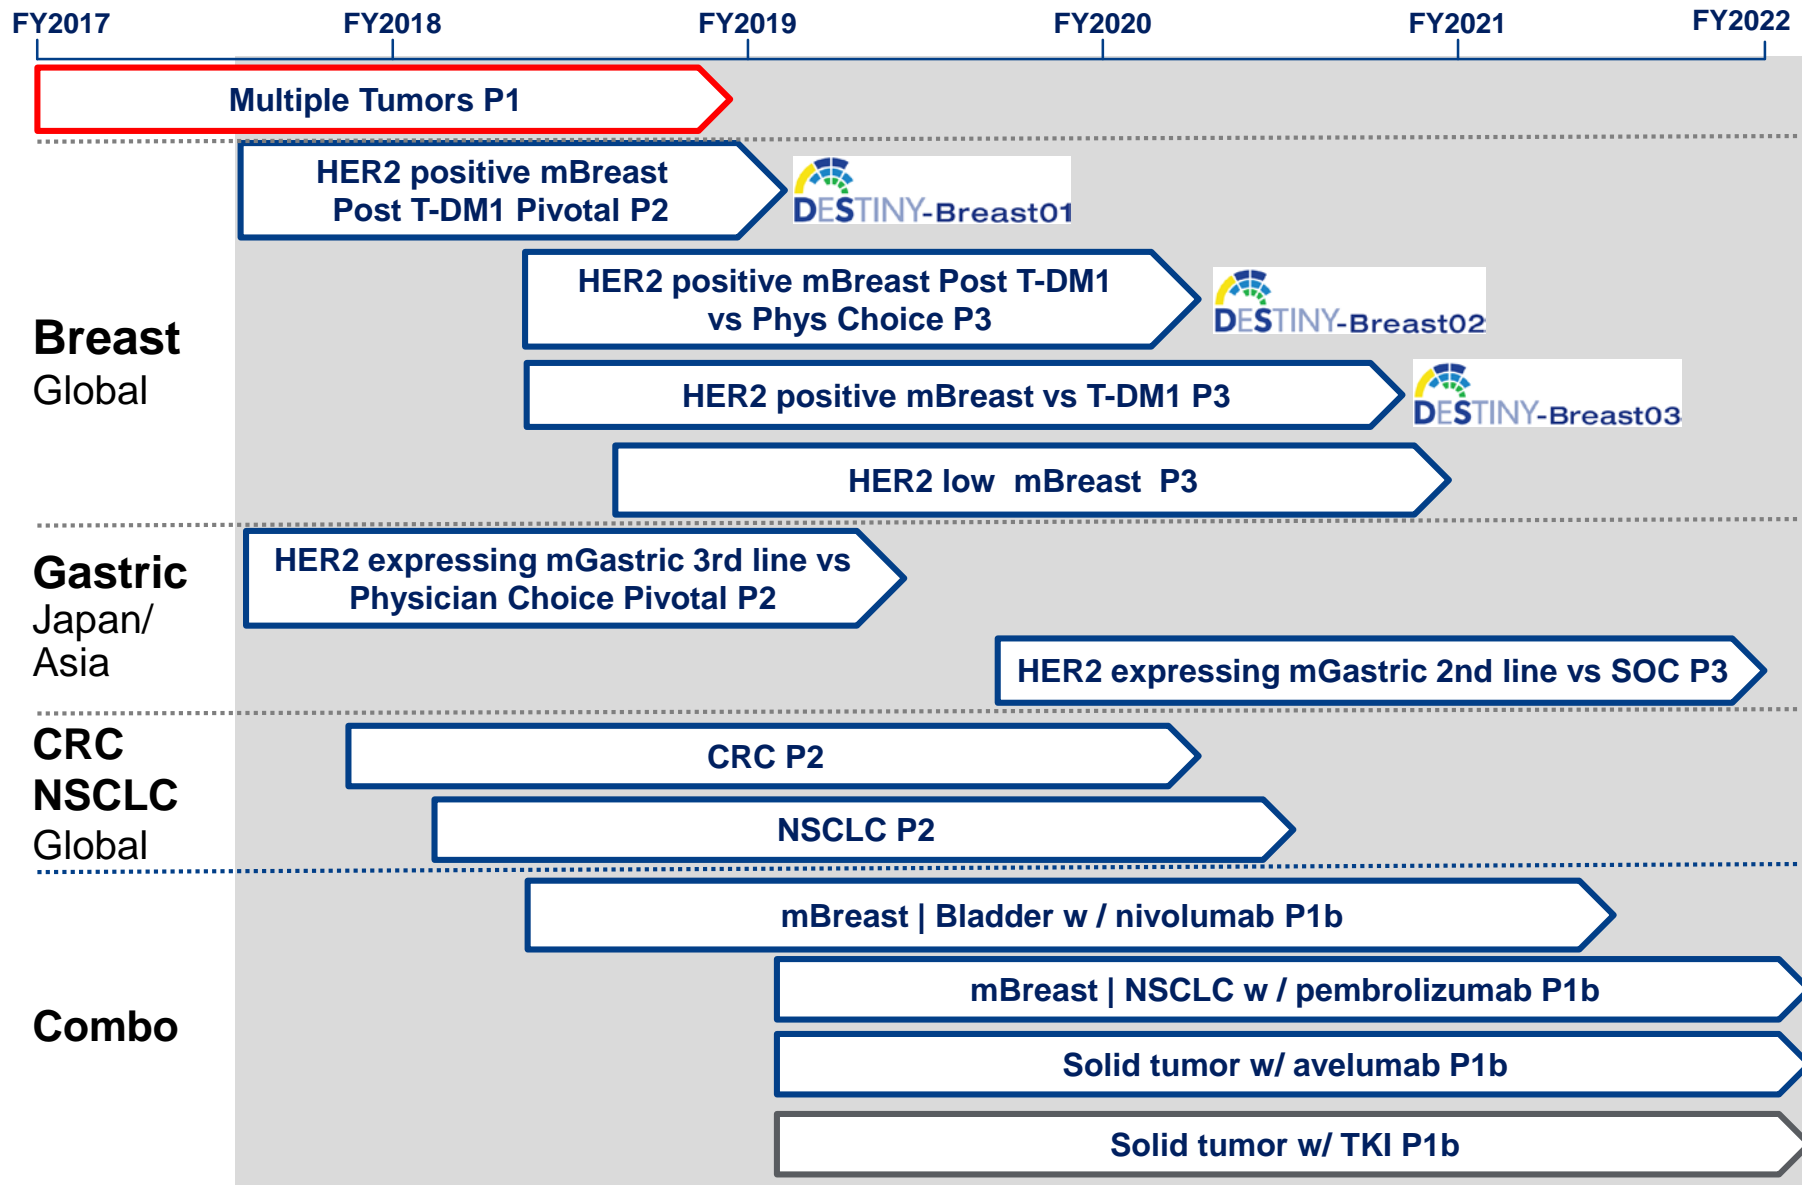 FY2017 FY2018 FY2019 FY2020 FY2021 FY2022
Multiple Tumors P1
Breast
Global
HER2 positive mBreast
Post T-DM1 Pivotal P2
DESTINY-Breast01
HER2 positive mBreast Post T-DM1
vs Phys Choice P3
DESTINY-Breast02
HER2 positive mBreast vs T-DM1 P3
DESTINY-Breast03
HER2 low mBreast P3
Gastric
Japan/
Asia
HER2 expressing mGastric 3rd line vs
Physician Choice Pivotal P2
HER2 expressing mGastric 2nd line vs SOC P3
CRC
NSCLC
Global
CRC P2
NSCLC P2
Combo
mBreast | Bladder w / nivolumab P1b
mBreast | NSCLC w / pembrolizumab P1b
Solid tumor w/ avelumab P1b
Solid tumor w/ TKI P1b